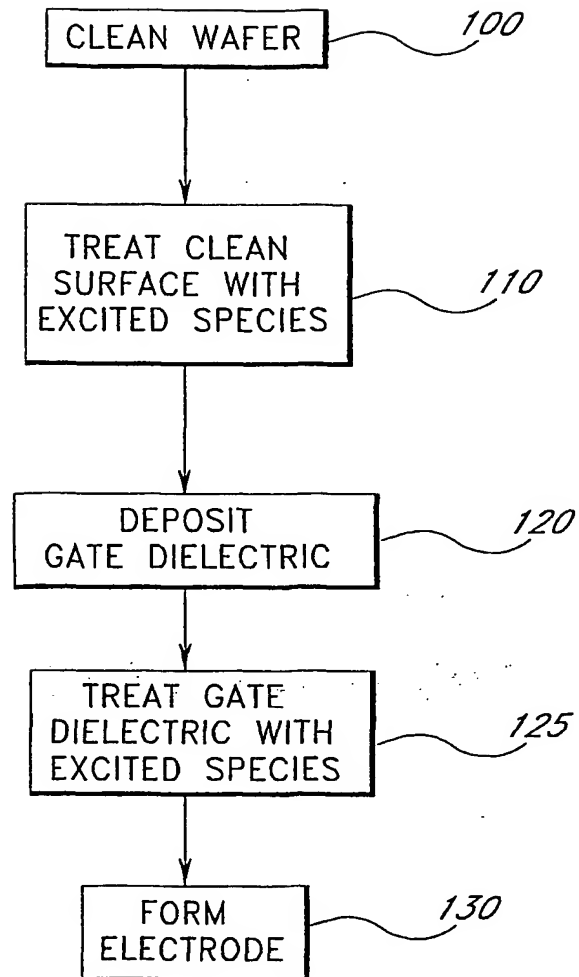 CLEAN WAFER
100
TREAT CLEAN
SURFACE WITH
EXCITED SPECIES
110
DEPOSIT
GATE DIELECTRIC
120
TREAT GATE
DIELECTRIC WITH
EXCITED SPECIES
125
FORM
ELECTRODE
130